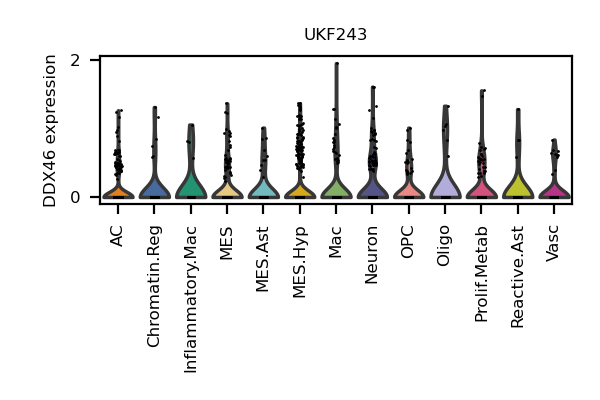 UKF243
DDX46 expression
2
0
AC
Chromatin.Reg
Inflammatory.Mac
MES
MES.Ast
MES.Hyp
Mac
Neuron
OPC
Oligo
Prolif.Metab
Reactive.Ast
Vasc